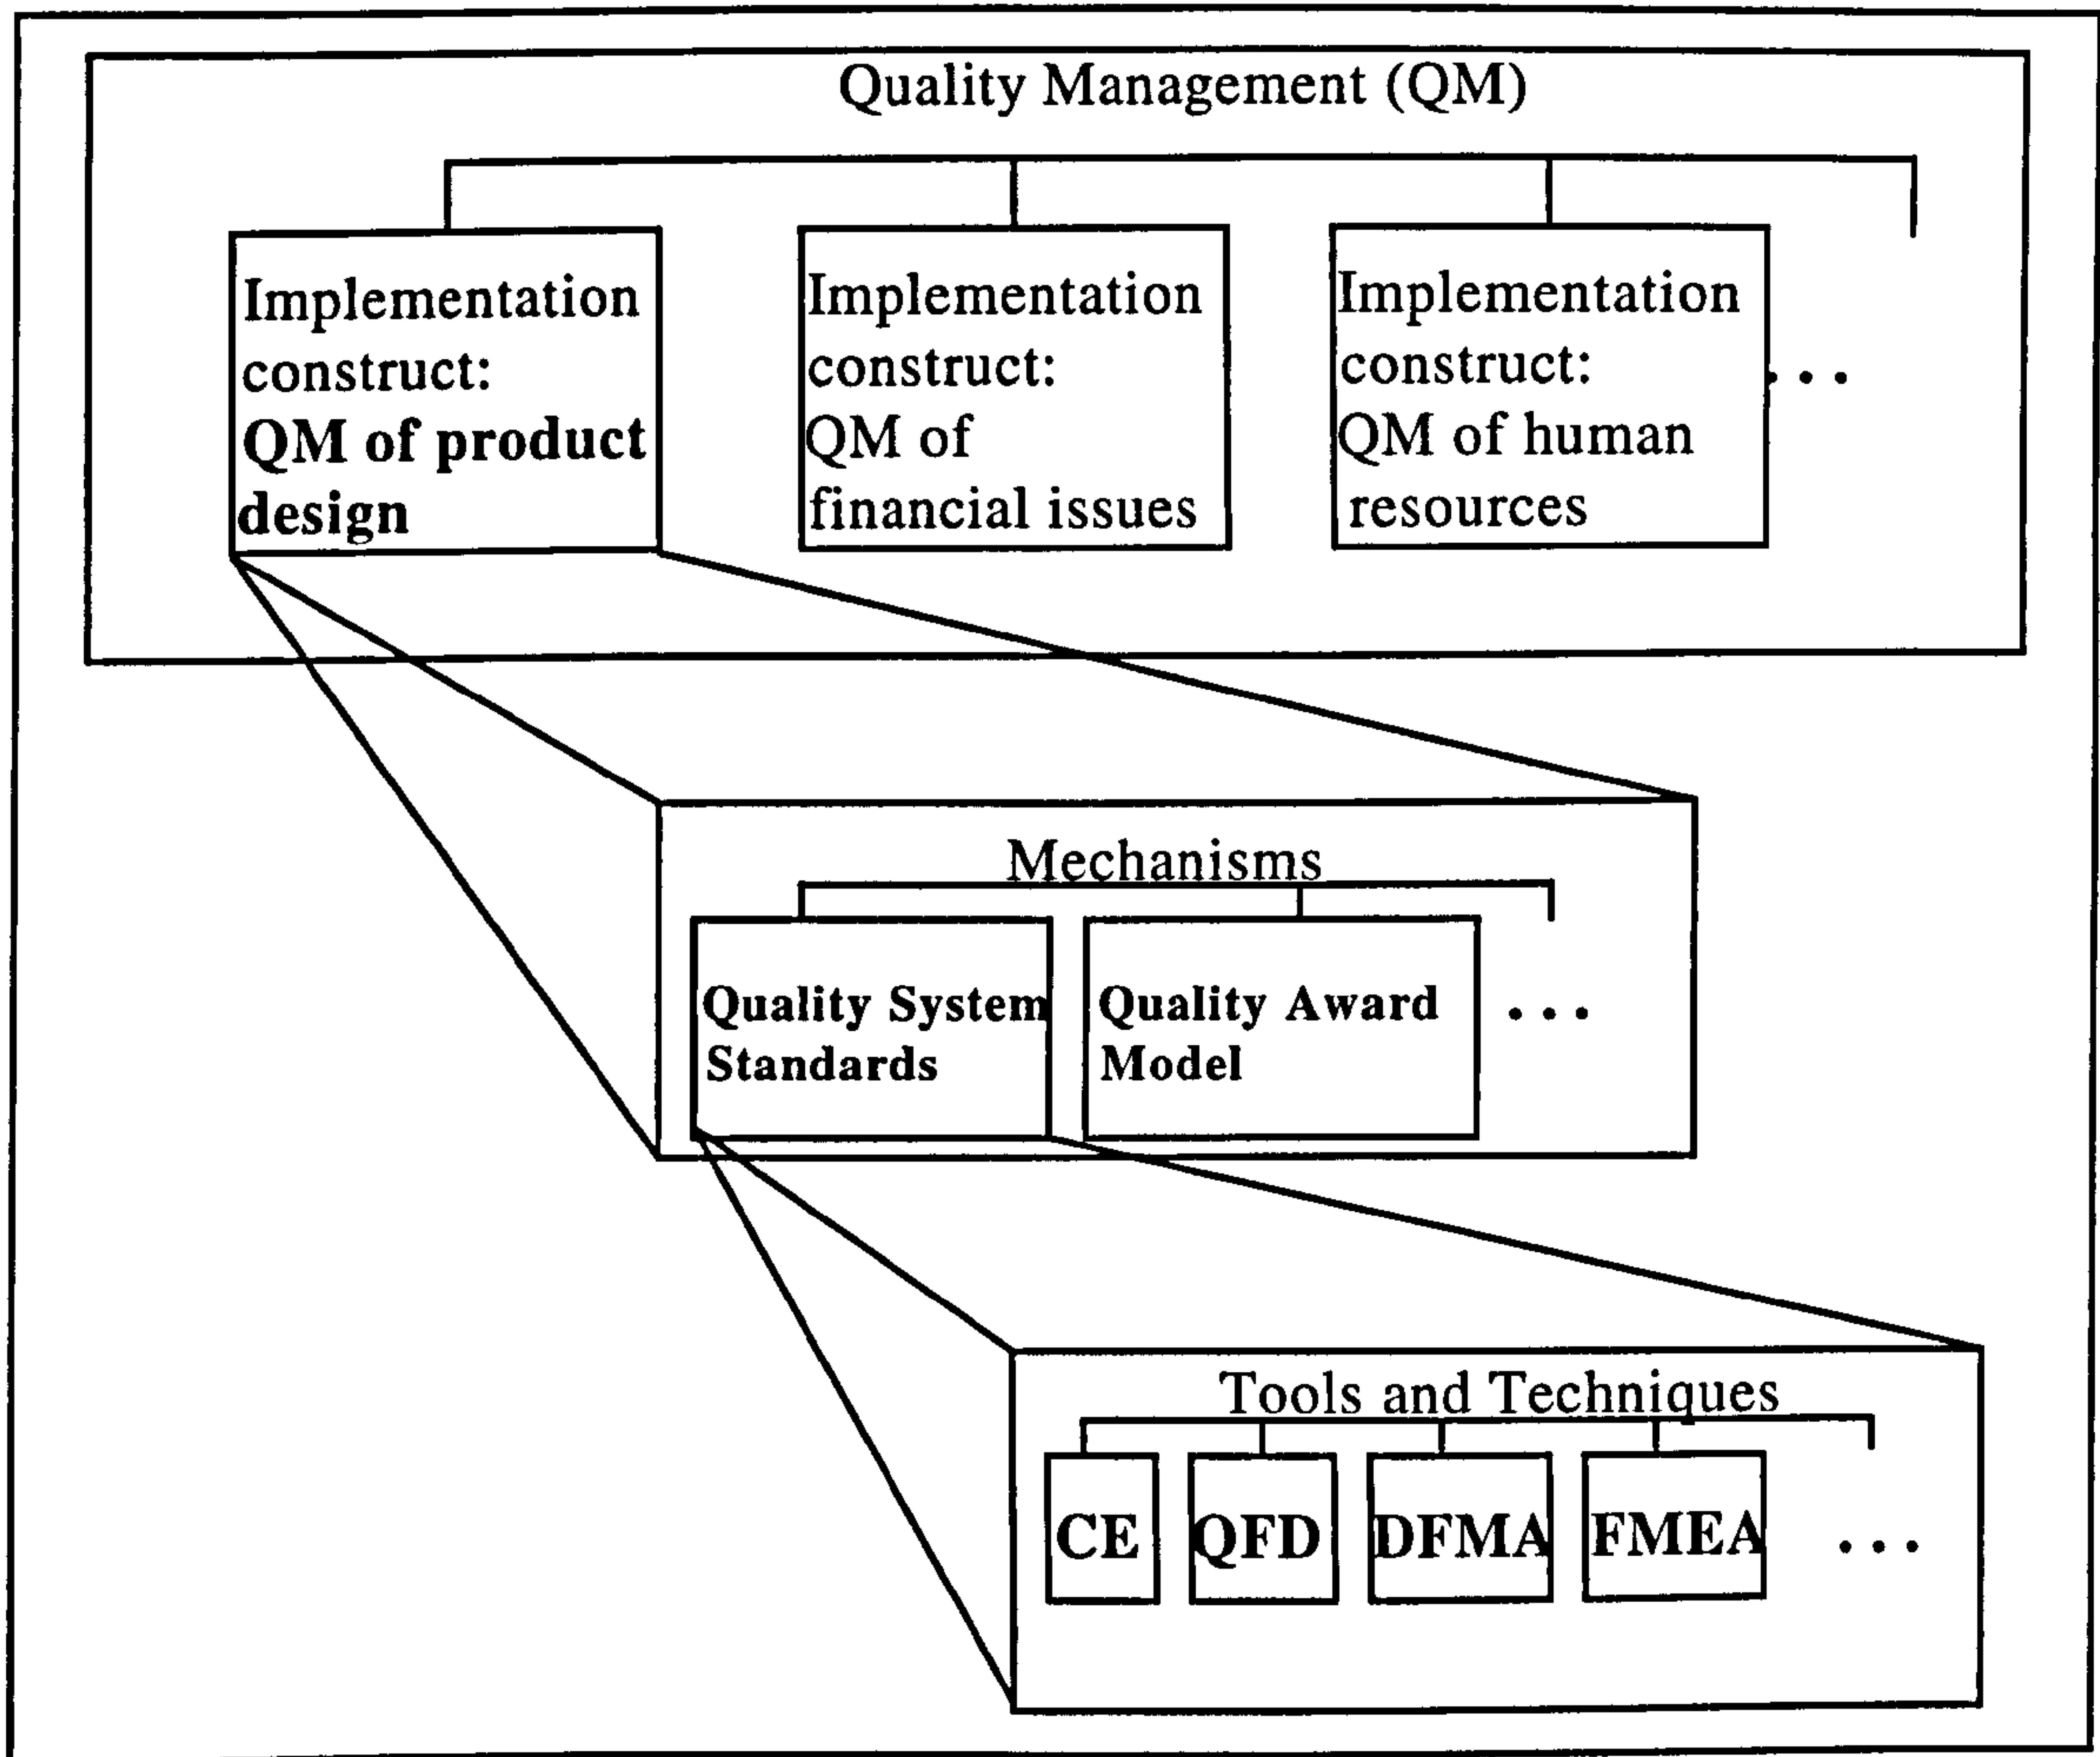 Quality Management (QM)
Implementation
construct:
QM of product
design
Implementation
construct:
QM of
financial issues
Implementation
construct:
QM of human
resources
...
Mechanisms
Quality System
Standards
Quality Award
Model
...
Tools and Techniques
CE
QFD
DFMA
FMEA
...